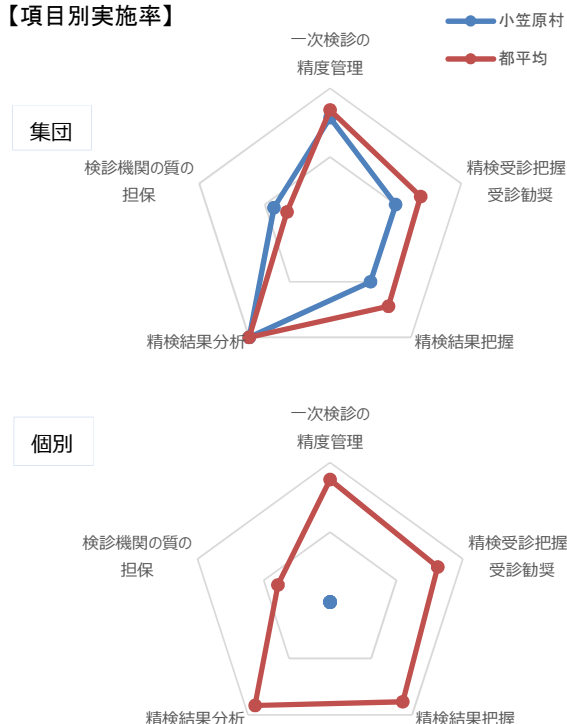 【項目別実施率】
小笠原村
都平均
集団
一次検診の
精度管理
検診機関の質の
担保
精検受診把握
受診勧奨
精検結果分析
精検結果把握
個別
一次検診の
精度管理
検診機関の質の
担保
精検受診把握
受診勧奨
精検結果分析
精検結果把握